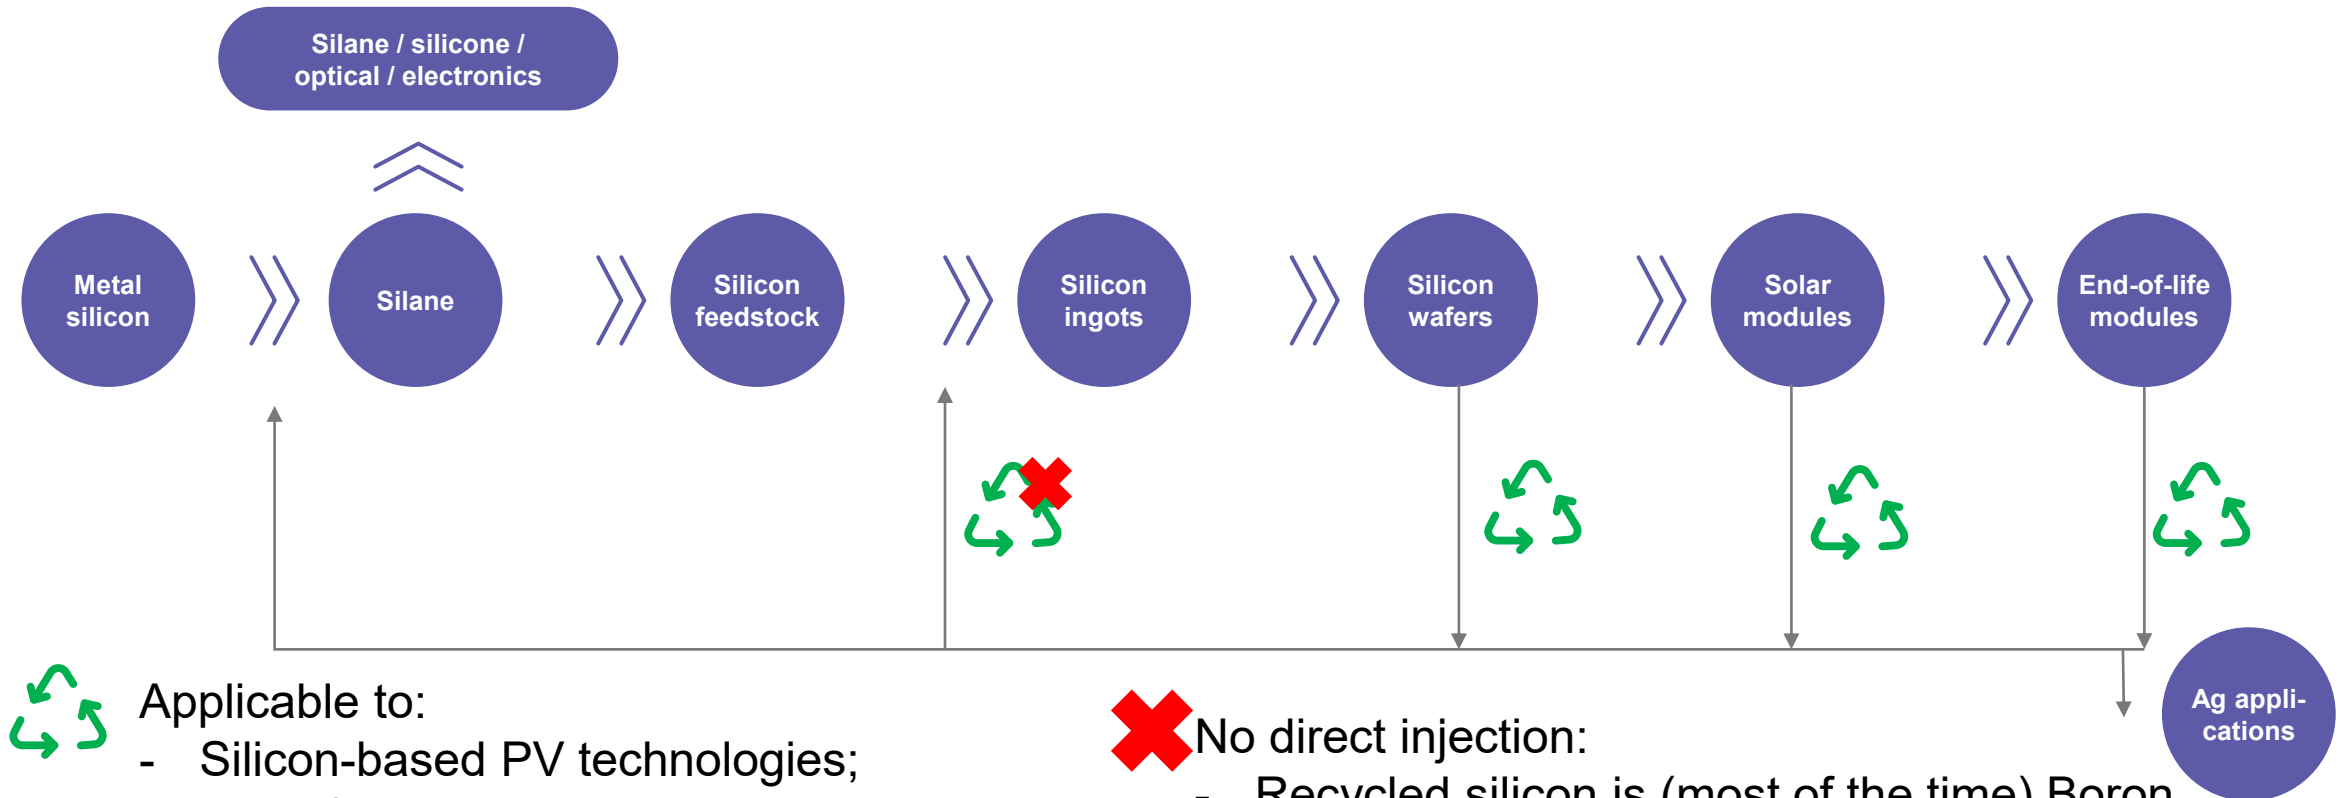 Silane / silicone /
optical / electronics
Metal
silicon
Silane
Silicon
feedstock
Silicon
ingots
Silicon
wafers
Solar
modules
End-of-life
modules
Applicable to:
- Silicon-based PV technologies;
No direct injection:
- Recycled silicon is (most of the time) Boron
Ag appli-
cations